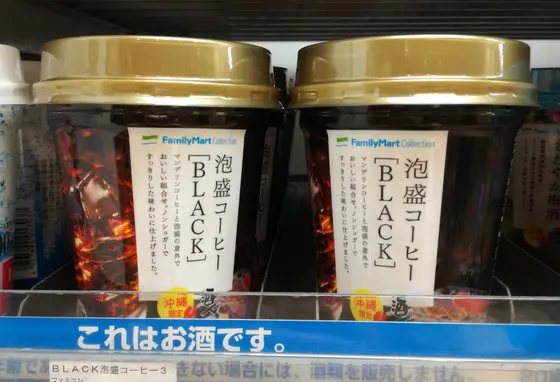 FamilyMart Collection
泡盛コーヒー
[BLACK]
マンデリンコーヒーと泡盛の意外で
おいしい組合せ。ノンシュガーで
すっきりした味わいに仕上げました。
沖縄
限定
FamilyMart Collection
泡盛コーヒー
[BLACK]
マンデリンコーヒーと泡盛の意外で
おいしい組合せ。ノンシュガーで
すっきりした味わいに仕上げました。
沖縄
限定
酒
これはお酒です。
きない場合には、酒類を販売しません。
BLACK泡盛コーヒー3